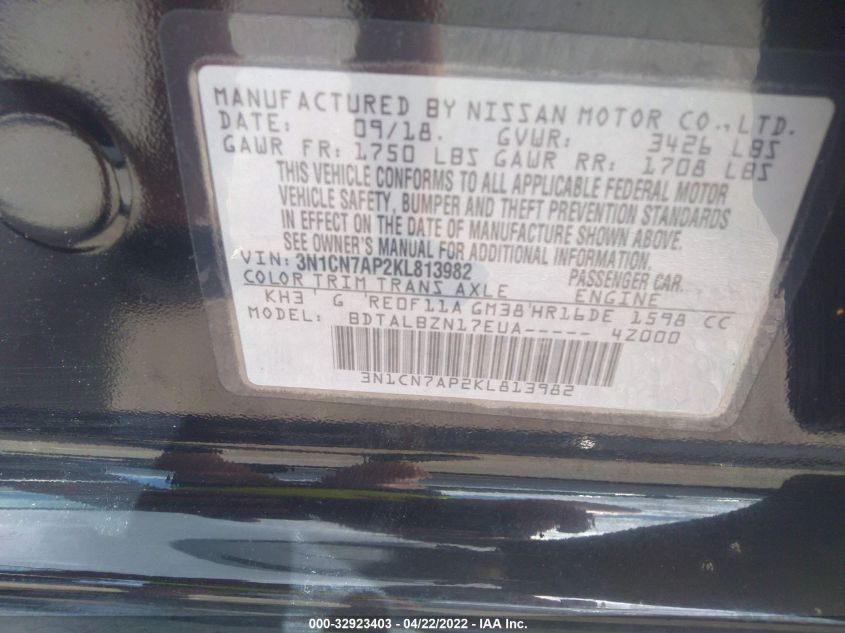 MANUFACTURED BY NISSAN MOTOR CO.,LTD.
DATE: 09/18. GVWR: 3426 LBS
GAWR FR: 1750 LBS GAWR RR: 1708 LBS
THIS VEHICLE CONFORMS TO ALL APPLICABLE FEDERAL MOTOR
VEHICLE SAFETY, BUMPER AND THEFT PREVENTION STANDARDS
IN EFFECT ON THE DATE OF MANUFACTURE SHOWN ABOVE.
SEE OWNER'S MANUAL FOR ADDITIONAL INFORMATION
VIN: 3N1CN7AP2KL813982 PASSENGER CAR
COLOR TRIM TRANS AXLE ENGINE
KH3 G RE0F11A GM38 HR16DE 1598 CC
MODEL: BDTALBZN17EUA----- 4Z000
3N1CN7AP2KL813982
000-32923403 - 04/22/2022 - IAA Inc.